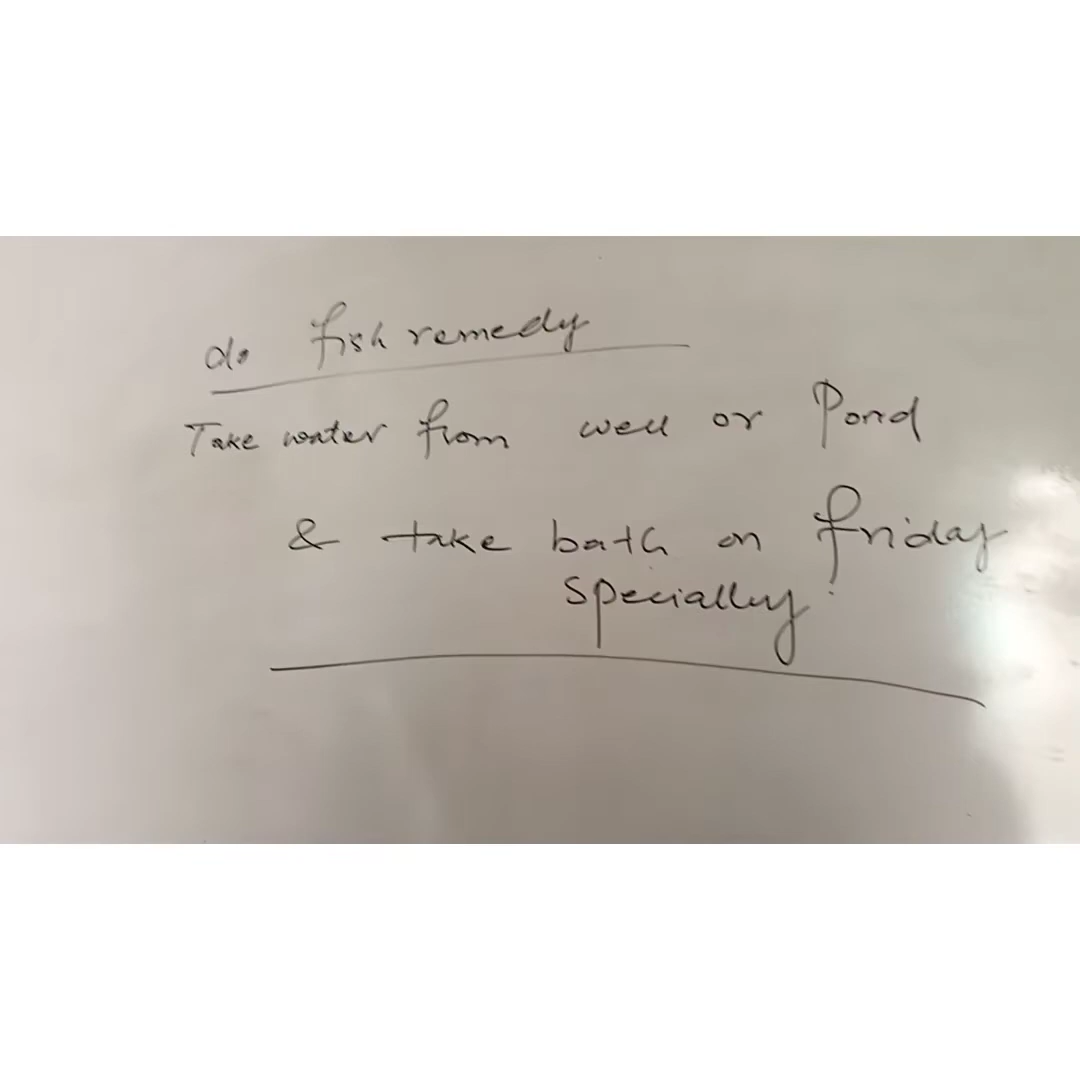 do fish remedy
Take water from well or Pond
& take bath on friday
specially.